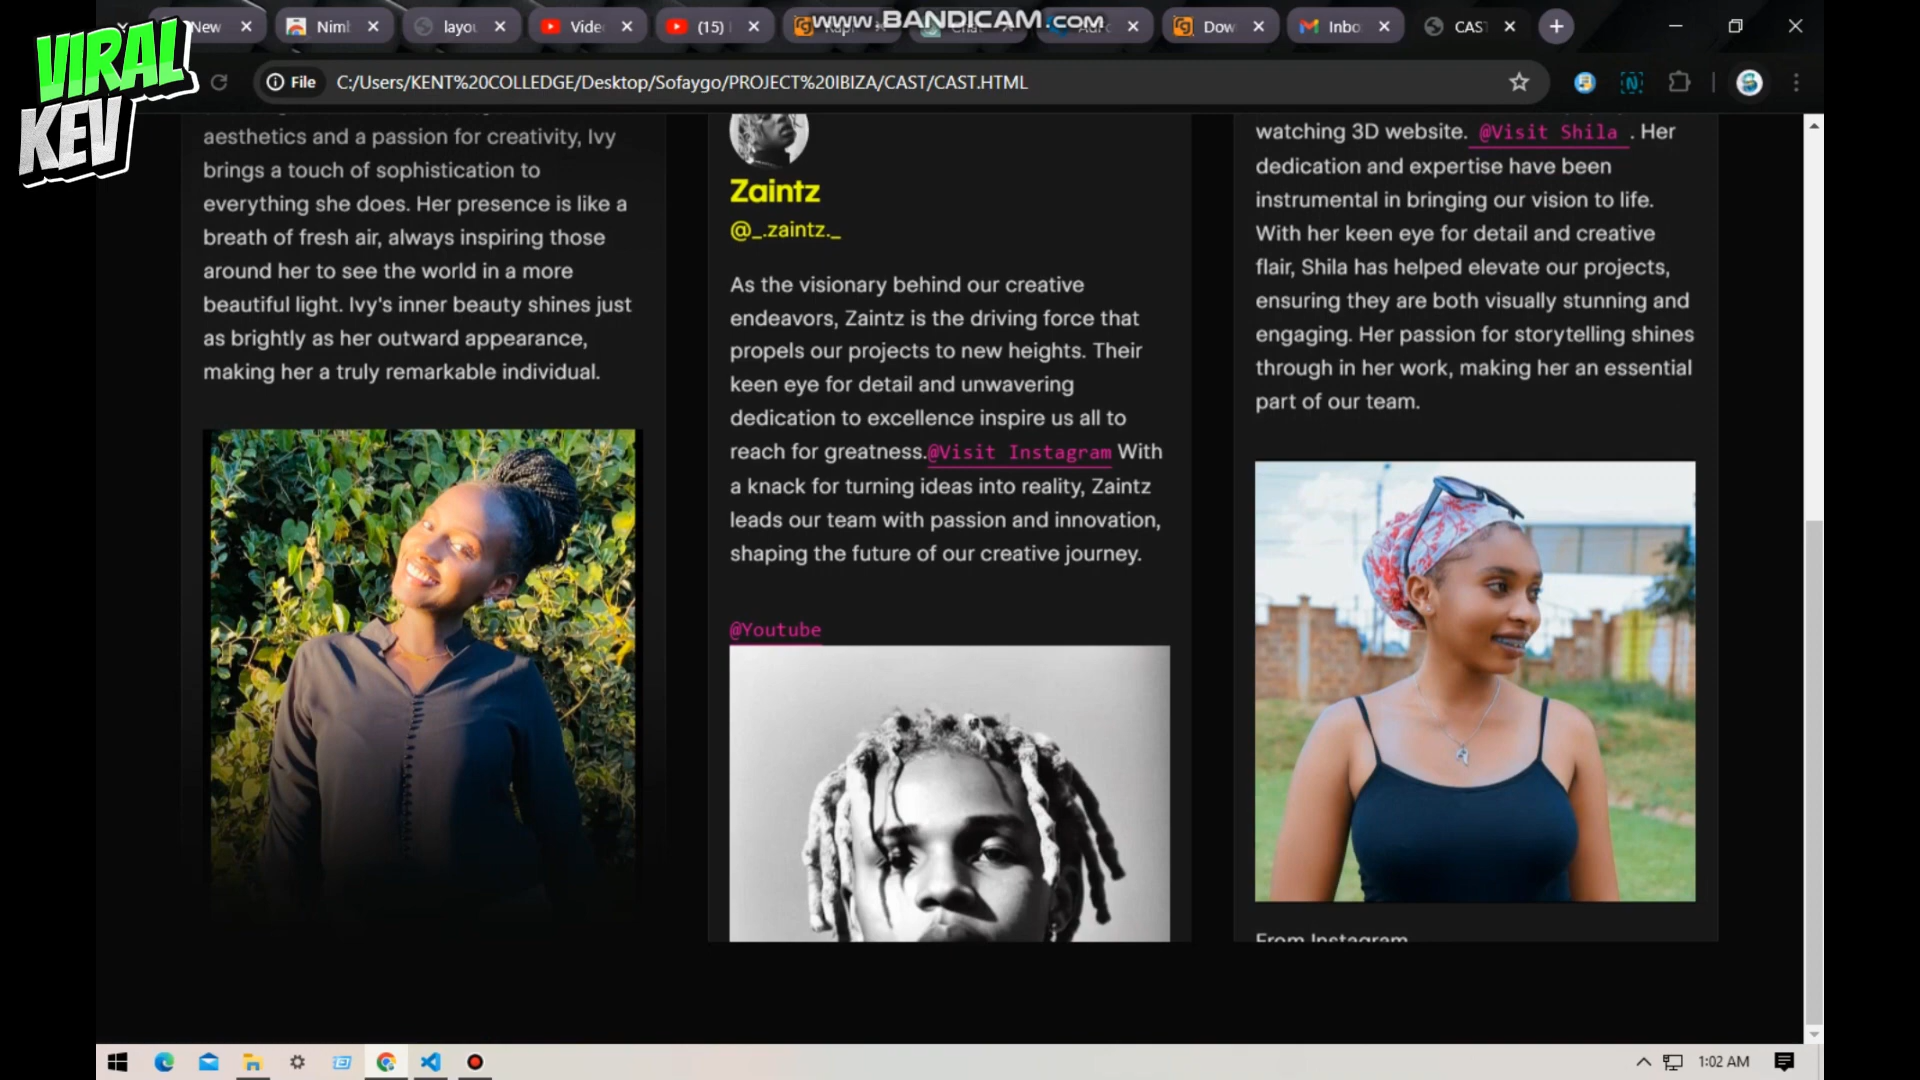 VIRAL
KEV
www.BANDICAM.com
New
Nim
layou
Vide
(15)
Dow
Inbo
CAS
File
C:/Users/KENT%20COLLEDGE/Desktop/Sofaygo/PROJECT%20IBIZA/CAST/CAST.HTML
aesthetics and a passion for creativity, Ivy
brings a touch of sophistication to
everything she does. Her presence is like a
breath of fresh air, always inspiring those
around her to see the world in a more
beautiful light. Ivy's inner beauty shines just
as brightly as her outward appearance,
making her a truly remarkable individual.
Zaintz
@_.zaintz._
As the visionary behind our creative
endeavors, Zaintz is the driving force that
propels our projects to new heights. Their
keen eye for detail and unwavering
dedication to excellence inspire us all to
reach for greatness.@Visit Instagram With
a knack for turning ideas into reality, Zaintz
leads our team with passion and innovation,
shaping the future of our creative journey.
@Youtube
watching 3D website. @Visit Shila . Her
dedication and expertise have been
instrumental in bringing our vision to life.
With her keen eye for detail and creative
flair, Shila has helped elevate our projects,
ensuring they are both visually stunning and
engaging. Her passion for storytelling shines
through in her work, making her an essential
part of our team.
From Instagram
1:02 AM